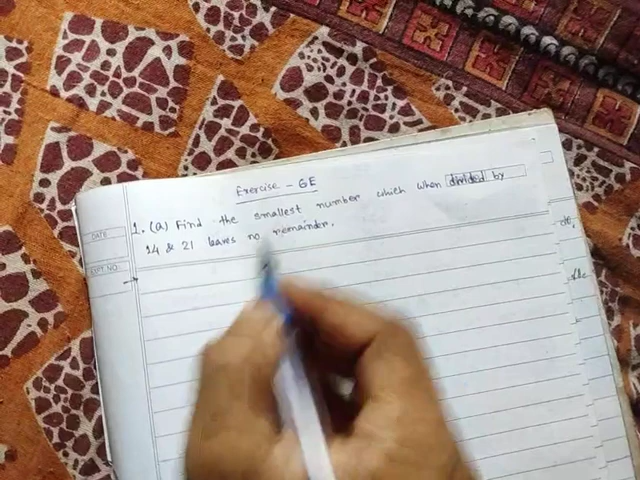 Exercise - 6E
1. (a) Find the smallest number which when divided by
14 & 21 leaves no remainder.
DATE
EXPT. NO.